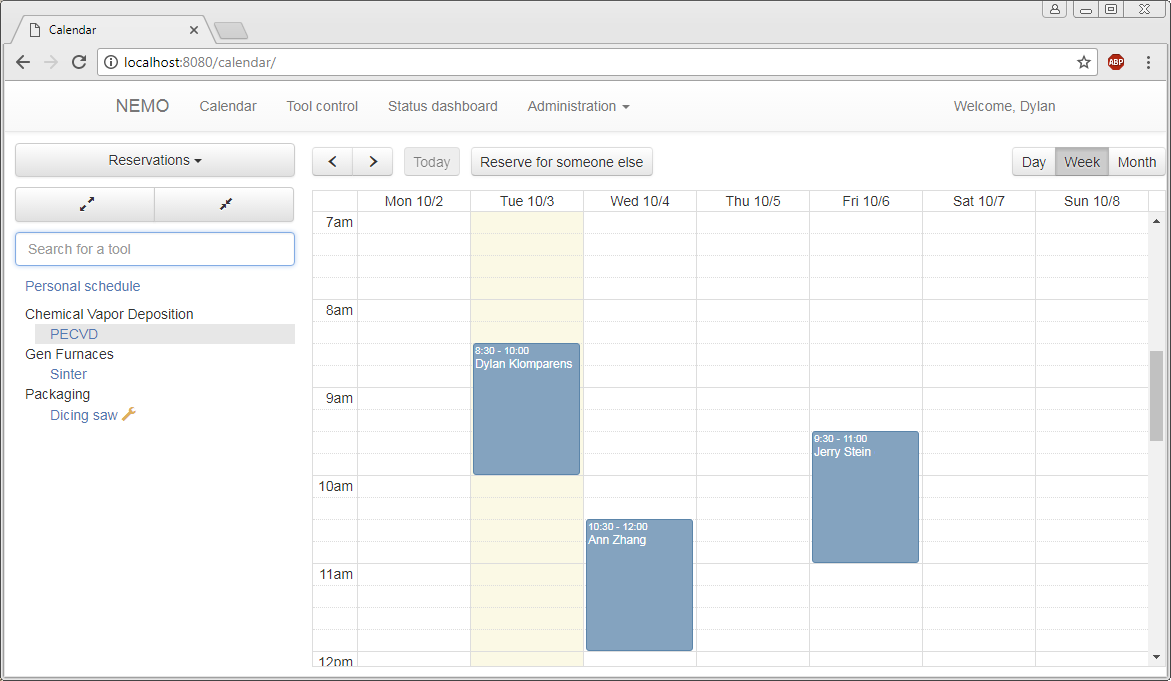 Calendar
localhost:8080/calendar/
ABP
NEMO Calendar Tool control Status dashboard Administration Welcome, Dylan
Reservations
Today Reserve for someone else Day Week Month
Search for a tool
Personal schedule
Chemical Vapor Deposition
PECVD
Gen Furnaces
Sinter
Packaging
Dicing saw
Mon 10/2 Tue 10/3 Wed 10/4 Thu 10/5 Fri 10/6 Sat 10/7 Sun 10/8
7am
8am
8:30 - 10:00
Dylan Klomparens
9am
9:30 - 11:00
Jerry Stein
10am
10:30 - 12:00
Ann Zhang
11am
12pm